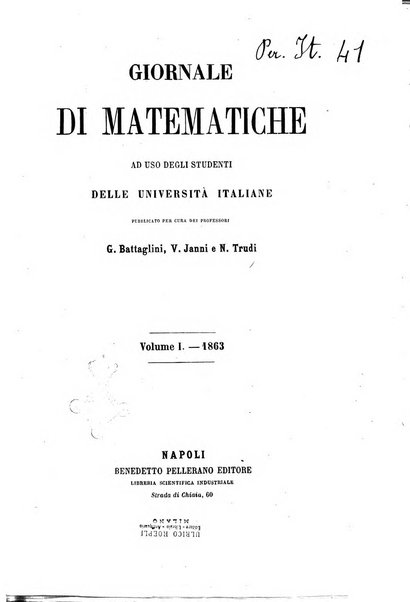 Per. It. 41
GIORNALE
DI MATEMATICHE
AD USO DEGLI STUDENTI
DELLE UNIVERSITÀ ITALIANE
PUBBLICATO PER CURA DEI PROFESSORI
G. Battaglini, V. Janni e N. Trudi
Volume I. — 1863
NAPOLI
BENEDETTO PELLERANO EDITORE
LIBRERIA SCIENTIFICA INDUSTRIALE
Strada di Chiaia, 60
ULRICO HOEPLI
MILANO